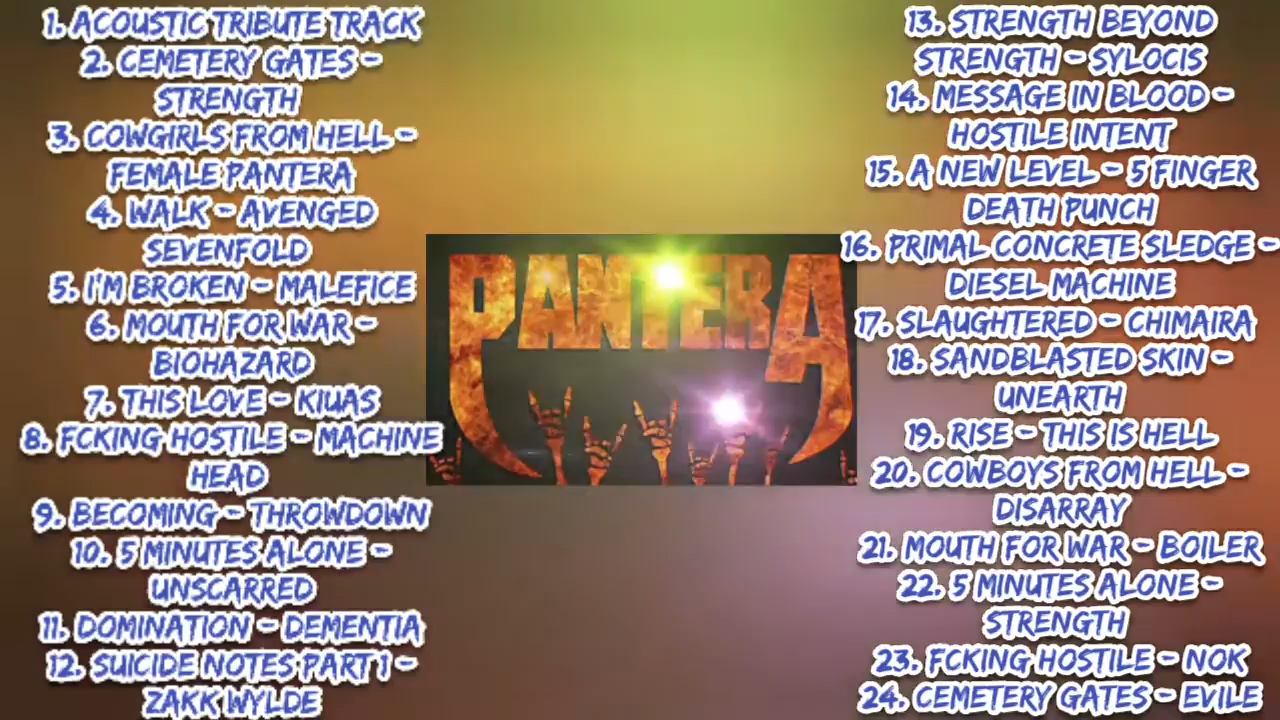 1. ACOUSTIC TRIBUTE TRACK
2. CEMETERY GATES -
STRENGTH
3. COWGIRLS FROM HELL -
FEMALE PANTERA
4. WALK - AVENGED
SEVENFOLD
5. I'M BROKEN - MALEFICE
6. MOUTH FOR WAR -
BIOHAZARD
7. THIS LOVE - KIUAS
8. FCKING HOSTILE - MACHINE
HEAD
9. BECOMING - THROWDOWN
10. 5 MINUTES ALONE -
UNSCARRED
11. DOMINATION - DEMENTIA
12. SUICIDE NOTES PART 1 -
ZAKK WYLDE
PANTERA
13. STRENGTH BEYOND
STRENGTH - SYLOCIS
14. MESSAGE IN BLOOD -
HOSTILE INTENT
15. A NEW LEVEL - 5 FINGER
DEATH PUNCH
16. PRIMAL CONCRETE SLEDGE -
DIESEL MACHINE
17. SLAUGHTERED - CHIMAIRA
18. SANDBLASTED SKIN -
UNEARTH
19. RISE - THIS IS HELL
20. COWBOYS FROM HELL -
DISARRAY
21. MOUTH FOR WAR - BOILER
22. 5 MINUTES ALONE -
STRENGTH
23. FCKING HOSTILE - NOK
24. CEMETERY GATES - EVILE